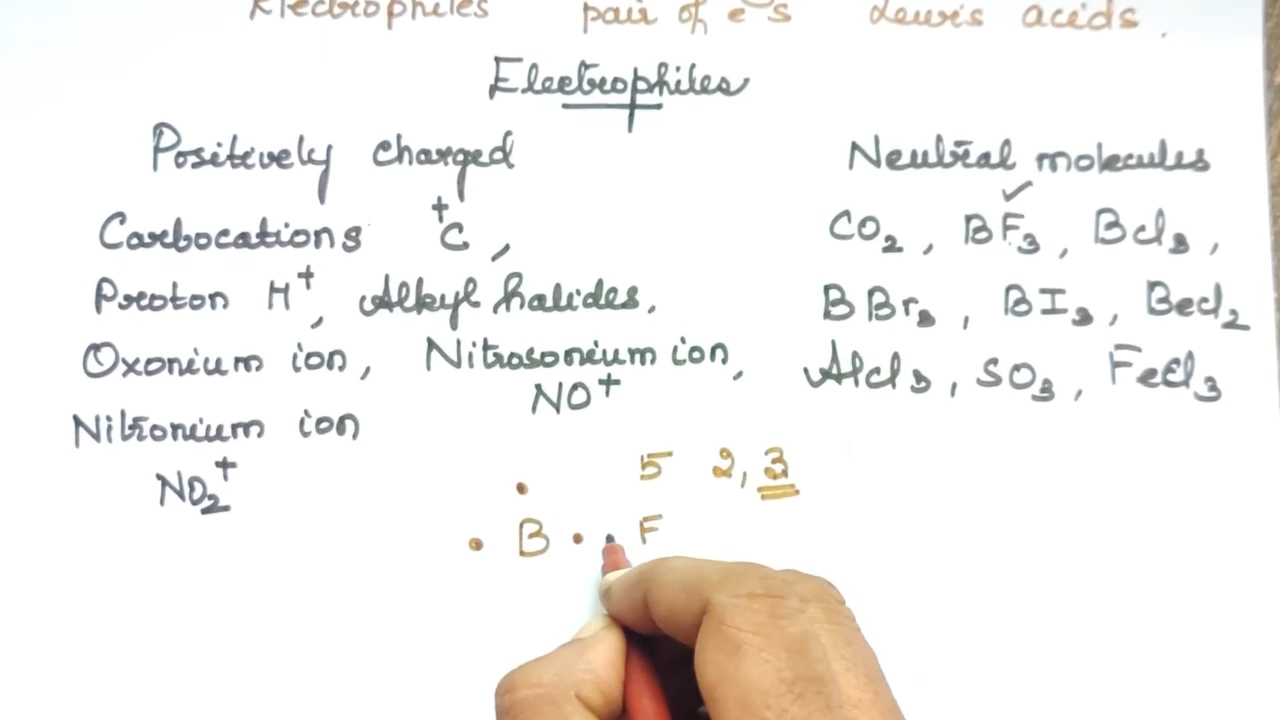 Electrophiles pair of e⁻s Lewis acids.
Electrophiles
Positively charged
Carbocations C⁺,
Proton H⁺, Alkyl halides.
Oxonium ion, Nitrosonium ion,
NO⁺
Nitronium ion
NO₂⁺
Neutral molecules
CO₂, BF₃, BCl₃,
✓
BBr₃, BI₃, BeCl₂
AlCl₃, SO₃, FeCl₃
5 2, 3
B F